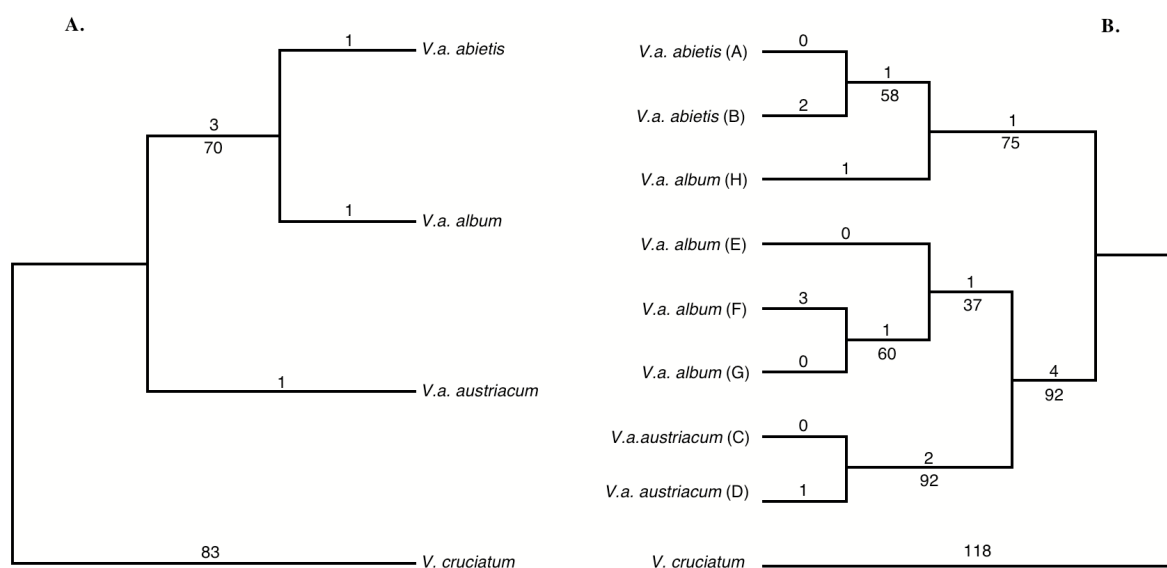 A.
1
V.a. abietis
3
70
1
V.a. album
1
V.a. austriacum
83
V. cruciatum
B.
V.a. abietis (A)
0
1
58
V.a. abietis (B)
2
1
75
V.a. album (H)
1
V.a. album (E)
0
1
37
V.a. album (F)
3
1
60
V.a. album (G)
0
4
92
V.a.austriacum (C)
0
2
92
V.a. austriacum (D)
1
V. cruciatum
118